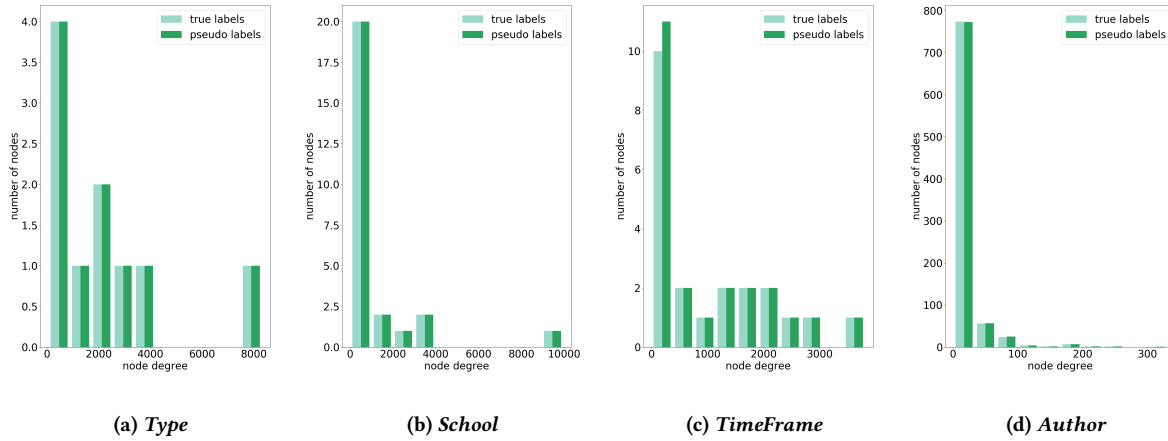 4.0
3.5
3.0
2.5
2.0
1.5
1.0
0.5
0.0
number of nodes
true labels
pseudo labels
0 2000 4000 6000 8000
node degree
(a) Type
20.0
17.5
15.0
12.5
10.0
7.5
5.0
2.5
0.0
number of nodes
true labels
pseudo labels
0 2000 4000 6000 8000 10000
node degree
(b) School
10
8
6
4
2
0
number of nodes
true labels
pseudo labels
0 1000 2000 3000
node degree
(c) TimeFrame
800
700
600
500
400
300
200
100
0
number of nodes
true labels
pseudo labels
0 100 200 300
node degree
(d) Author